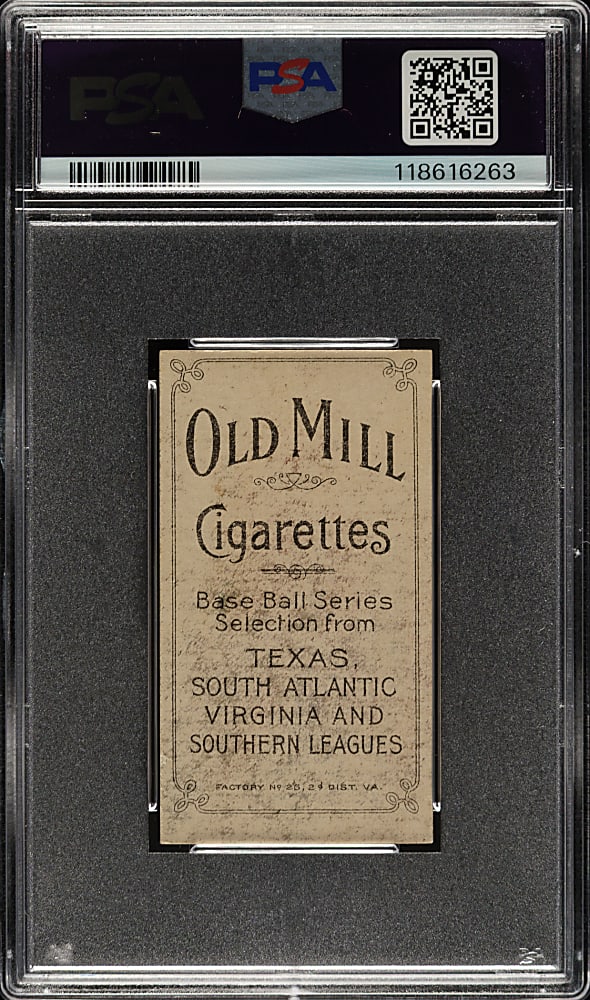 PSA
PSA
118616263
OLD MILL
Cigarettes
Base Ball Series
Selection from
TEXAS,
SOUTH ATLANTIC
VIRGINIA AND
SOUTHERN LEAGUES
FACTORY Nº 25, 2d DIST. VA.